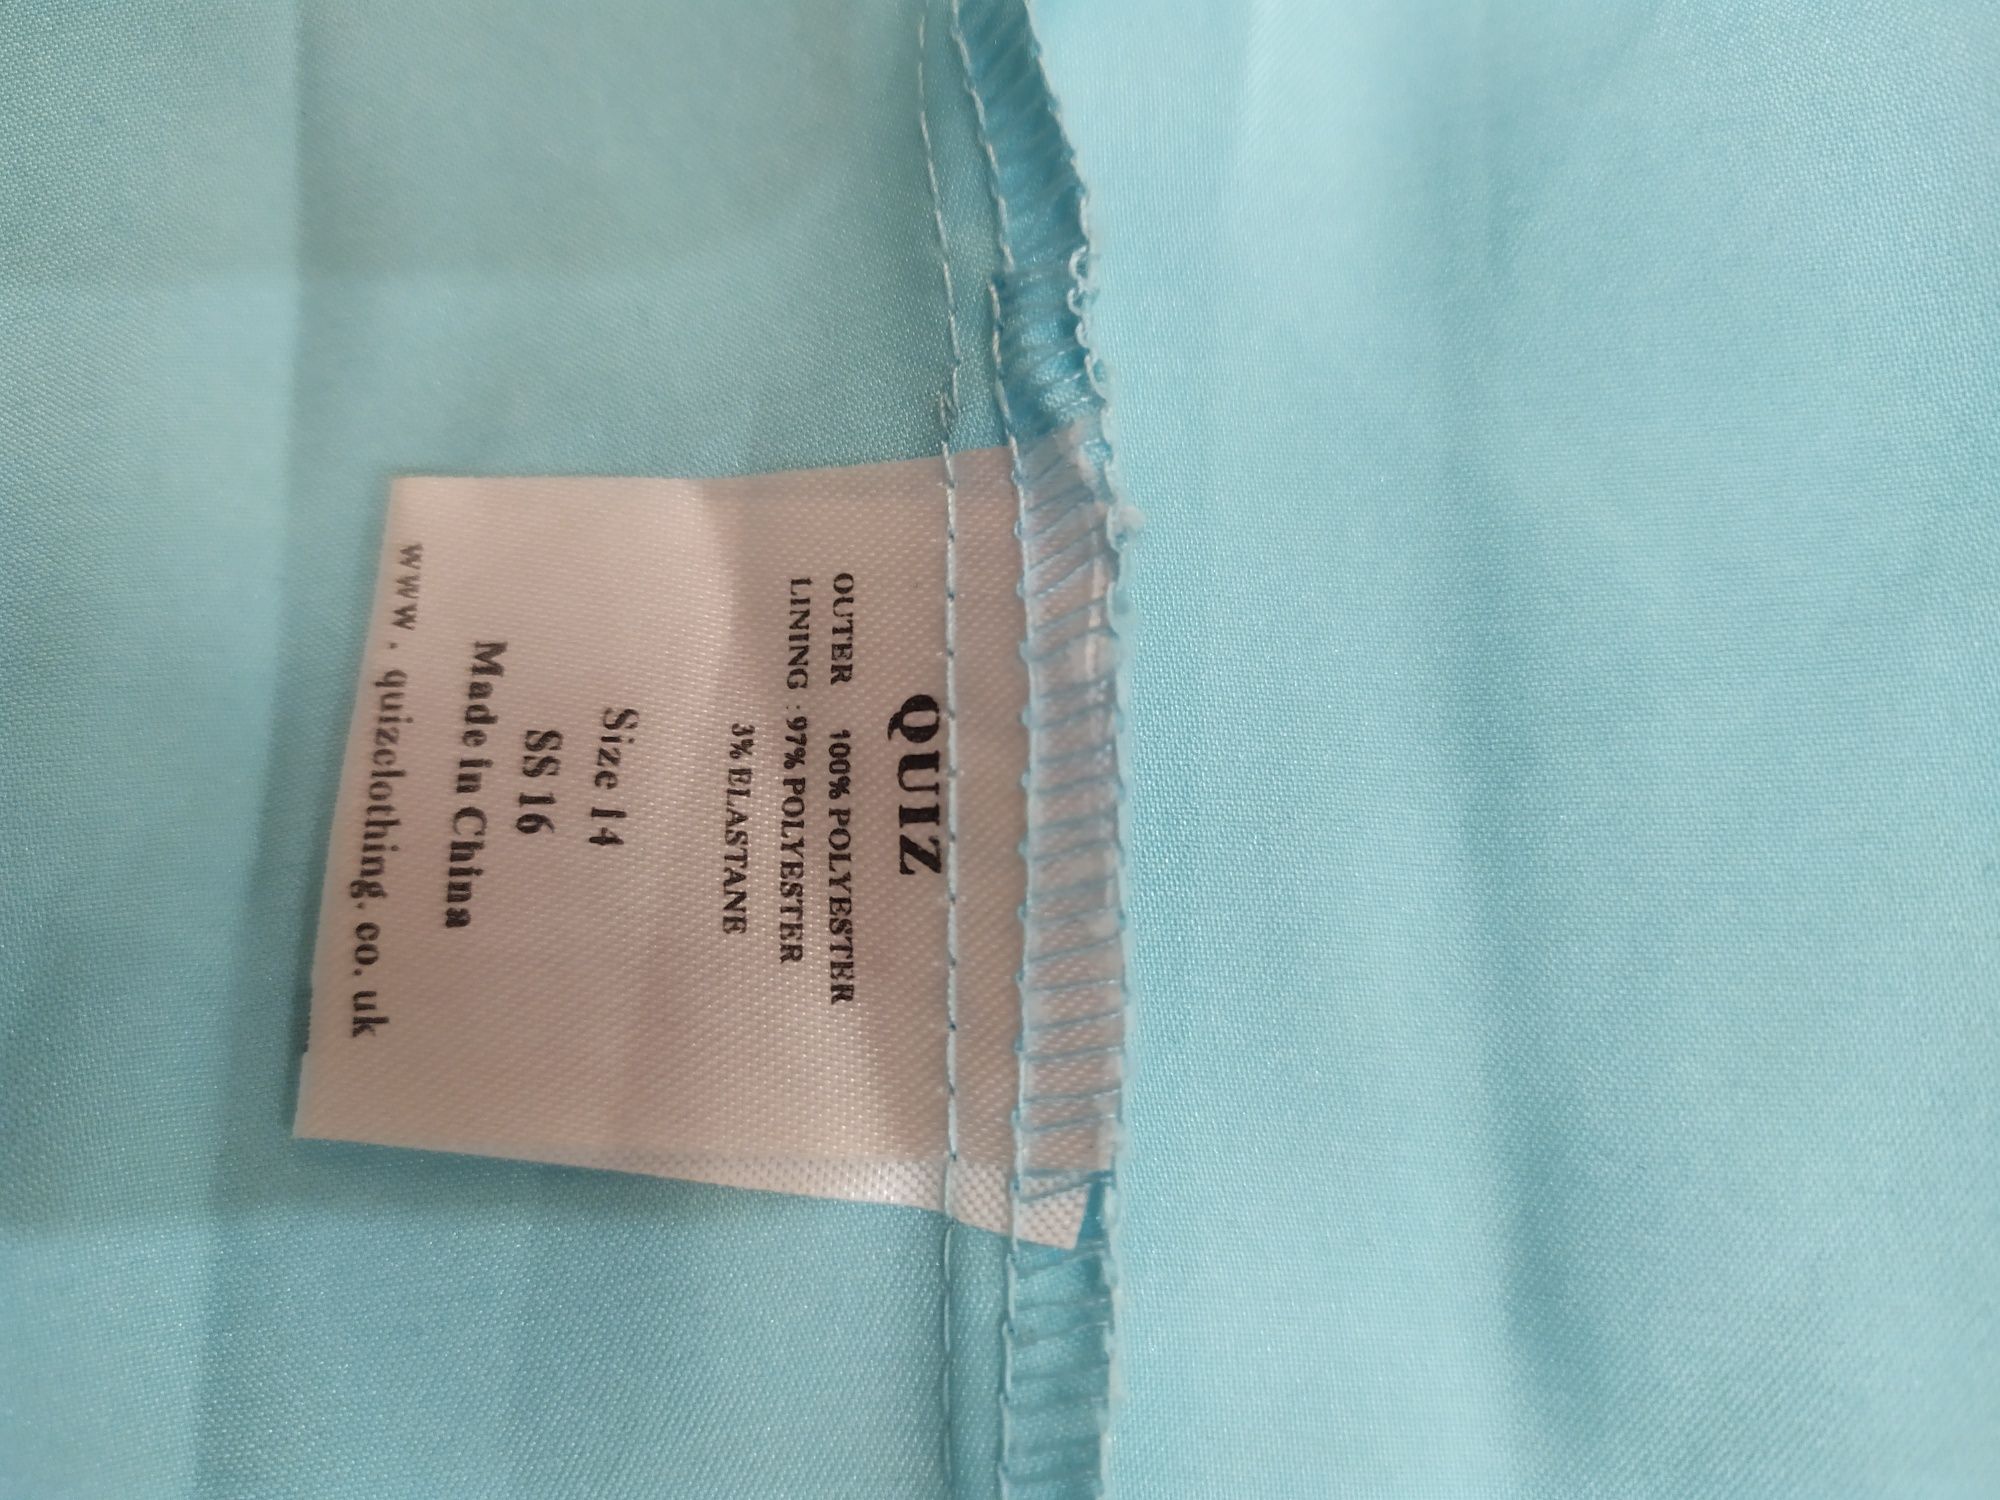 QUIZ
OUTER 100% POLYESTER
LINING : 97% POLYESTER
3% ELASTANE
Size 14
SS 16
Made in China
www.quizclothing.co.uk